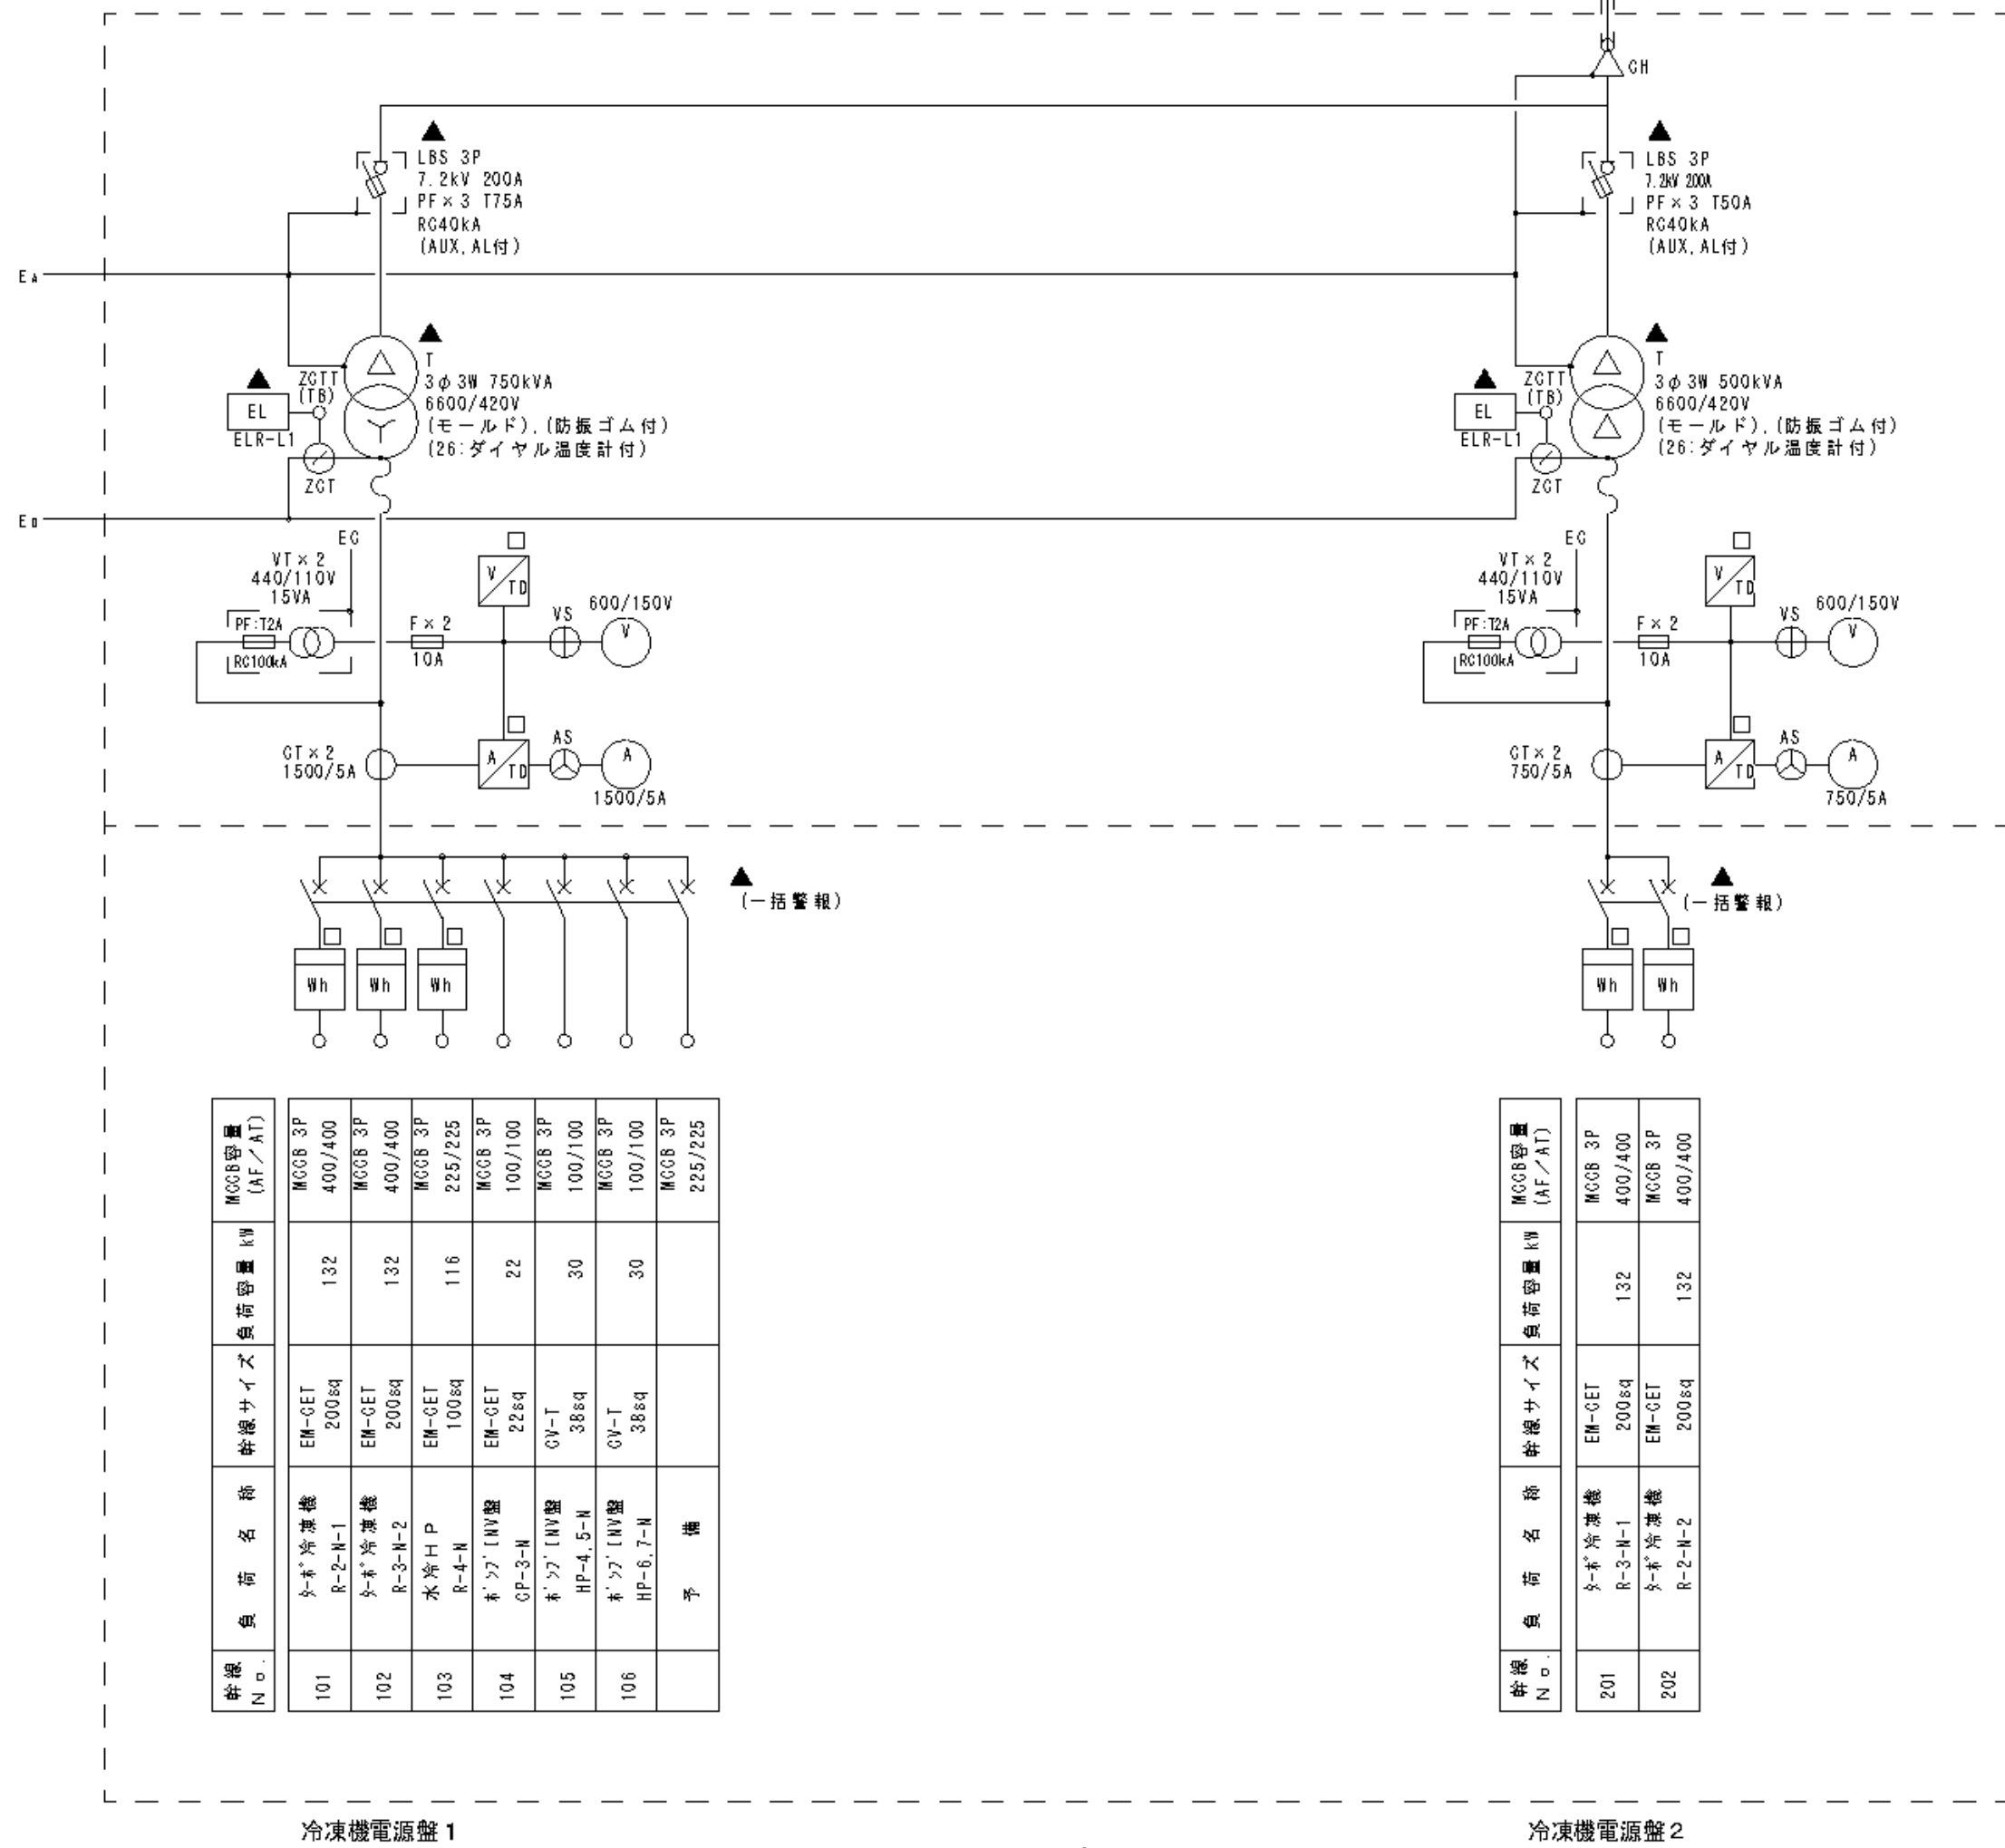 CH
LBS 3P
7.2kV 200A
PF×3 T75A
RC40kA
(AUX,AL付)
LBS 3P
7.2kV 200A
PF×3 T50A
RC40kA
(AUX,AL付)
EA
T
3φ3W 750kVA
6600/420V
(モールド),(防振ゴム付)
(26:ダイヤル温度計付)
ZCTT
(TB)
EL
ELR-L1
ZCT
T
3φ3W 500kVA
6600/420V
(モールド),(防振ゴム付)
(26:ダイヤル温度計付)
ZCTT
(TB)
EL
ELR-L1
ZCT
ED
EC
VT×2
440/110V
15VA
PF:T2A
RC100kA
F×2
10A
V
TD
VS
600/150V
V
CT×2
1500/5A
A
TD
AS
A
1500/5A
EC
VT×2
440/110V
15VA
PF:T2A
RC100kA
F×2
10A
V
TD
VS
600/150V
V
CT×2
750/5A
A
TD
AS
A
750/5A
(一括警報)
Wh
Wh
Wh
(一括警報)
Wh
Wh
MCCB容量
(AF/AT)
MCCB 3P
400/400
MCCB 3P
400/400
MCCB 3P
225/225
MCCB 3P
100/100
MCCB 3P
100/100
MCCB 3P
100/100
MCCB 3P
225/225
負荷容量kW
132
132
116
22
30
30
幹線サイズ
EM-CET
200sq
EM-CET
200sq
EM-CET
100sq
EM-CET
22sq
CV-T
38sq
CV-T
38sq
負荷名称
ターボ冷凍機
R-2-N-1
ターボ冷凍機
R-3-N-2
水冷HP
R-4-N
ポンプINV盤
CP-3-N
ポンプINV盤
HP-4,5-N
ポンプINV盤
HP-6,7-N
予備
幹線
No.
101
102
103
104
105
106
MCCB容量
(AF/AT)
MCCB 3P
400/400
MCCB 3P
400/400
負荷容量kW
132
132
幹線サイズ
EM-CET
200sq
EM-CET
200sq
負荷名称
ターボ冷凍機
R-3-N-1
ターボ冷凍機
R-2-N-2
幹線
No.
201
202
冷凍機電源盤1
冷凍機電源盤2